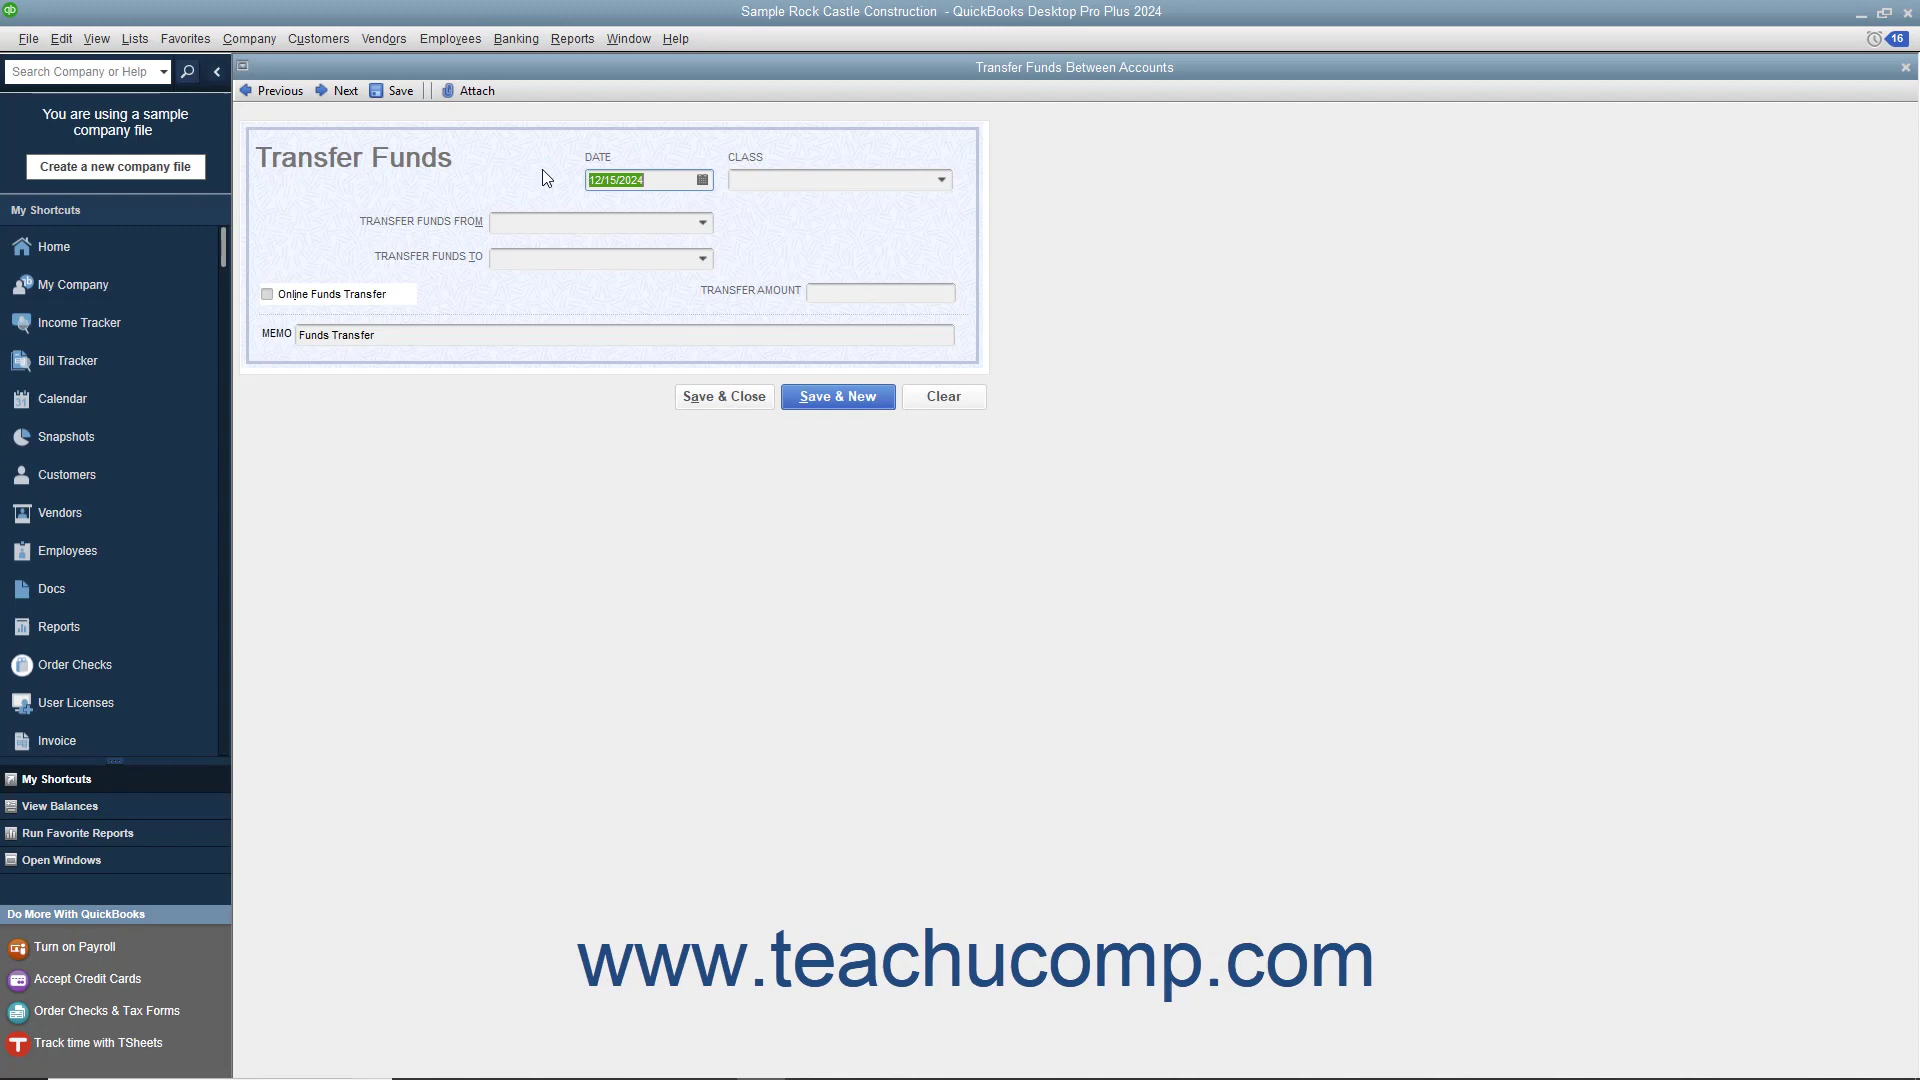 Sample Rock Castle Construction - QuickBooks Desktop Pro Plus 2024
File Edit View Lists Favorites Company Customers Vendors Employees Banking Reports Window Help
16
Search Company or Help
Transfer Funds Between Accounts
Previous Next Save Attach
You are using a sample
company file
Create a new company file
My Shortcuts
Home
My Company
Income Tracker
Bill Tracker
Calendar
Snapshots
Customers
Vendors
Employees
Docs
Reports
Order Checks
User Licenses
Invoice
My Shortcuts
View Balances
Run Favorite Reports
Open Windows
Do More With QuickBooks
Turn on Payroll
Accept Credit Cards
Order Checks & Tax Forms
Track time with TSheets
Transfer Funds
DATE
12/15/2024
CLASS
TRANSFER FUNDS FROM
TRANSFER FUNDS TO
Online Funds Transfer
TRANSFER AMOUNT
MEMO Funds Transfer
Save & Close Save & New Clear
www.teachucomp.com